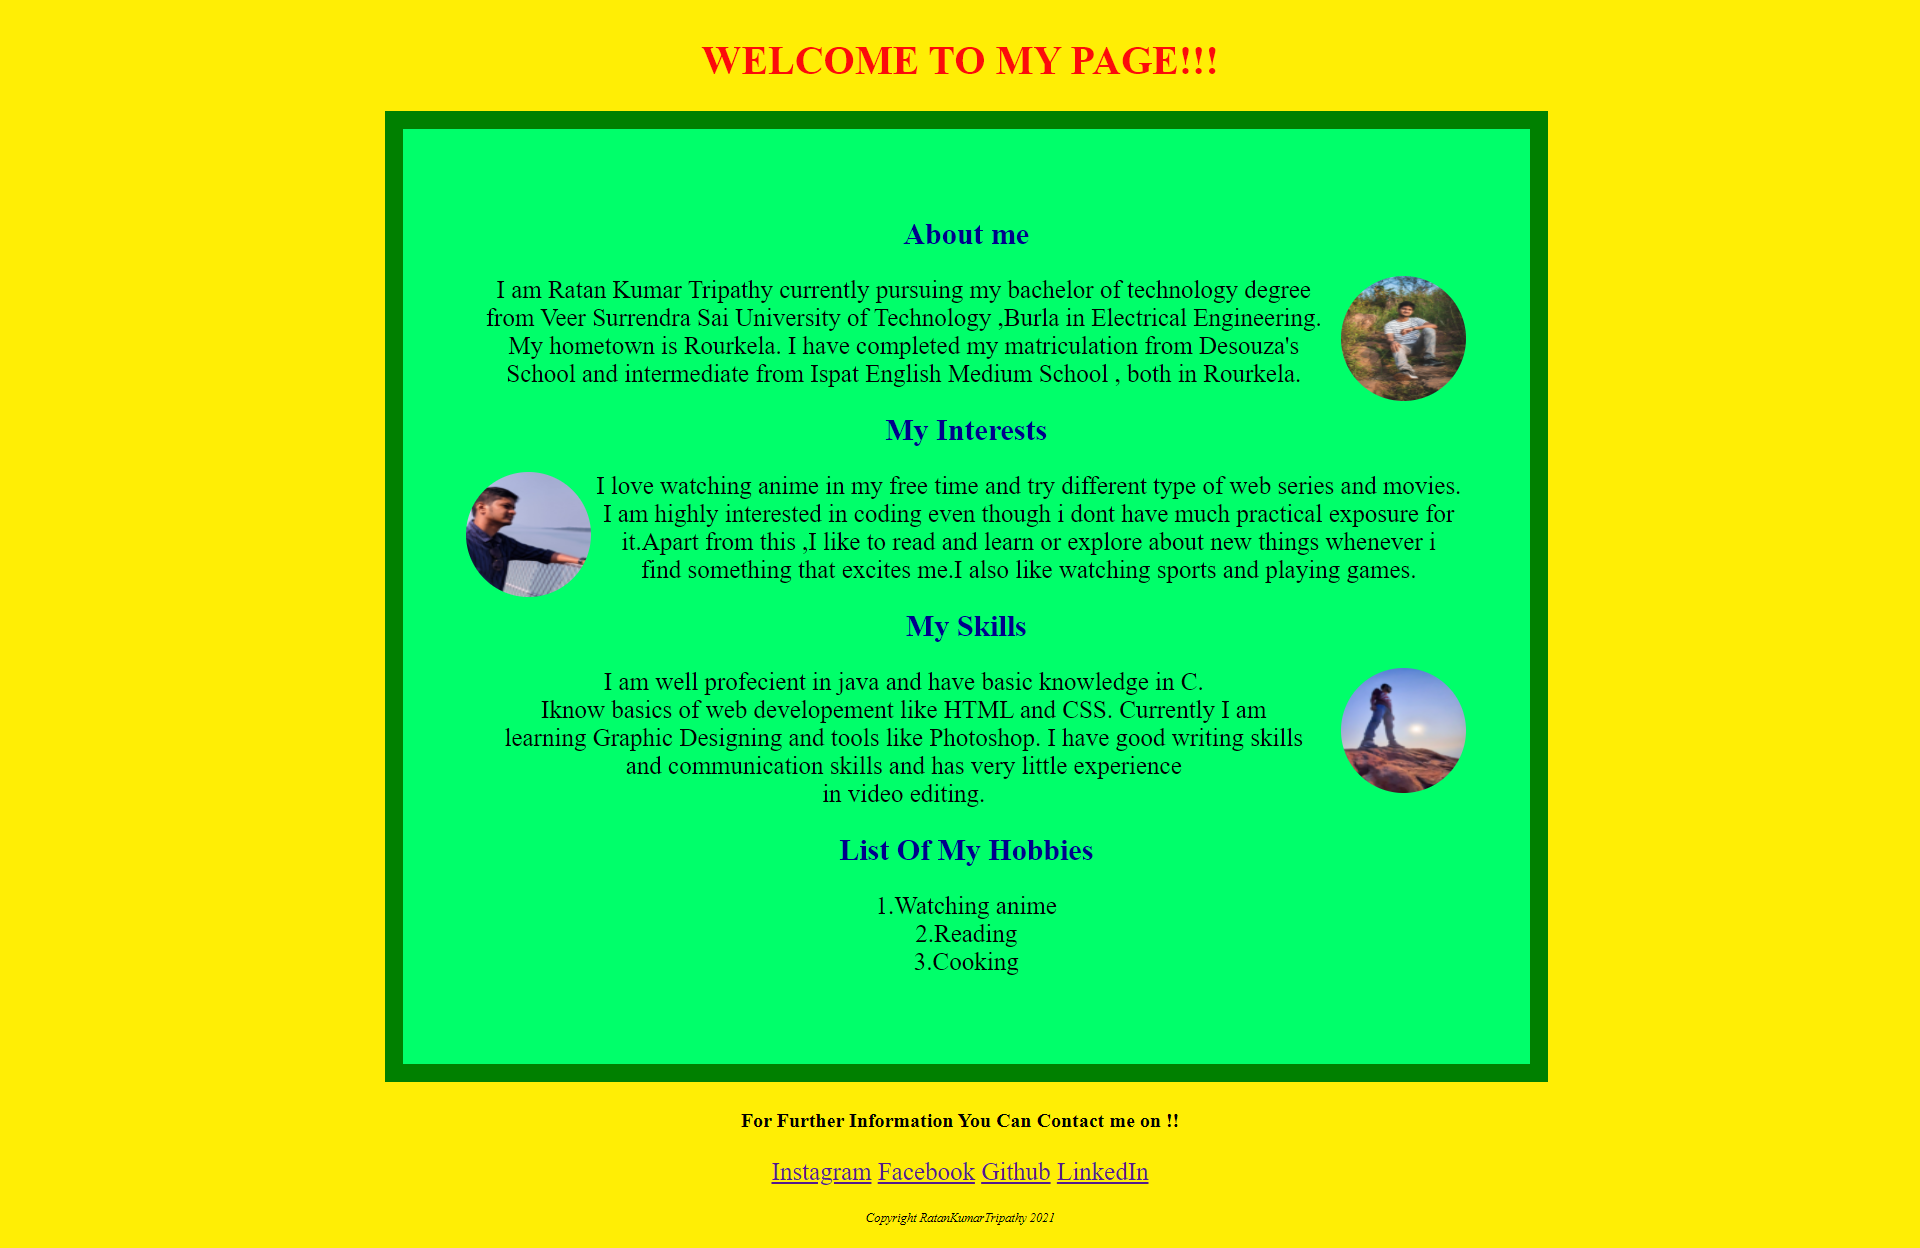 WELCOME TO MY PAGE!!!
About me
I am Ratan Kumar Tripathy currently pursuing my bachelor of technology degree
from Veer Surrendra Sai University of Technology ,Burla in Electrical Engineering.
My hometown is Rourkela. I have completed my matriculation from Desouza's
School and intermediate from Ispat English Medium School , both in Rourkela.
My Interests
I love watching anime in my free time and try different type of web series and movies.
I am highly interested in coding even though i dont have much practical exposure for
it.Apart from this ,I like to read and learn or explore about new things whenever i
find something that excites me.I also like watching sports and playing games.
My Skills
I am well profecient in java and have basic knowledge in C.
Iknow basics of web developement like HTML and CSS. Currently I am
learning Graphic Designing and tools like Photoshop. I have good writing skills
and communication skills and has very little experience
in video editing.
List Of My Hobbies
1.Watching anime
2.Reading
3.Cooking
For Further Information You Can Contact me on !!
Instagram Facebook Github LinkedIn
Copyright RatanKumarTripathy 2021